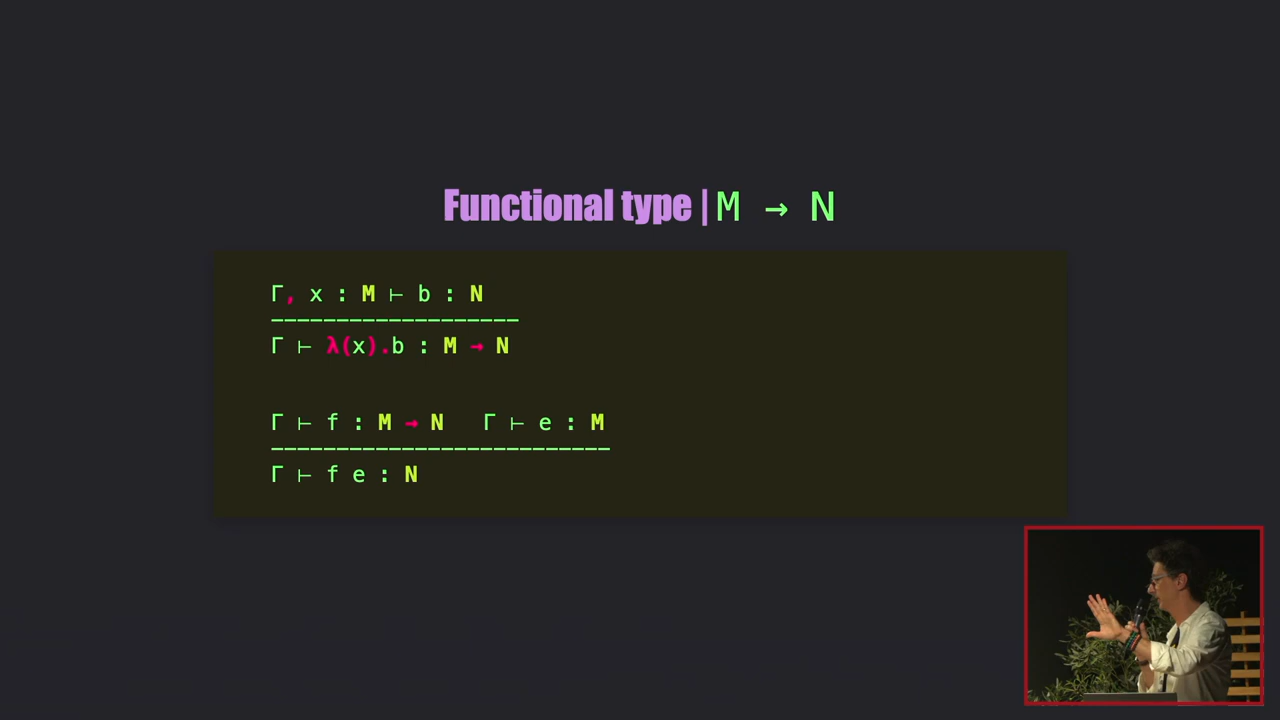 Functional type | M → N
Γ, x : M ⊢ b : N
-------------------
Γ ⊢ λ(x).b : M → N
Γ ⊢ f : M → N   Γ ⊢ e : M
--------------------------
Γ ⊢ f e : N